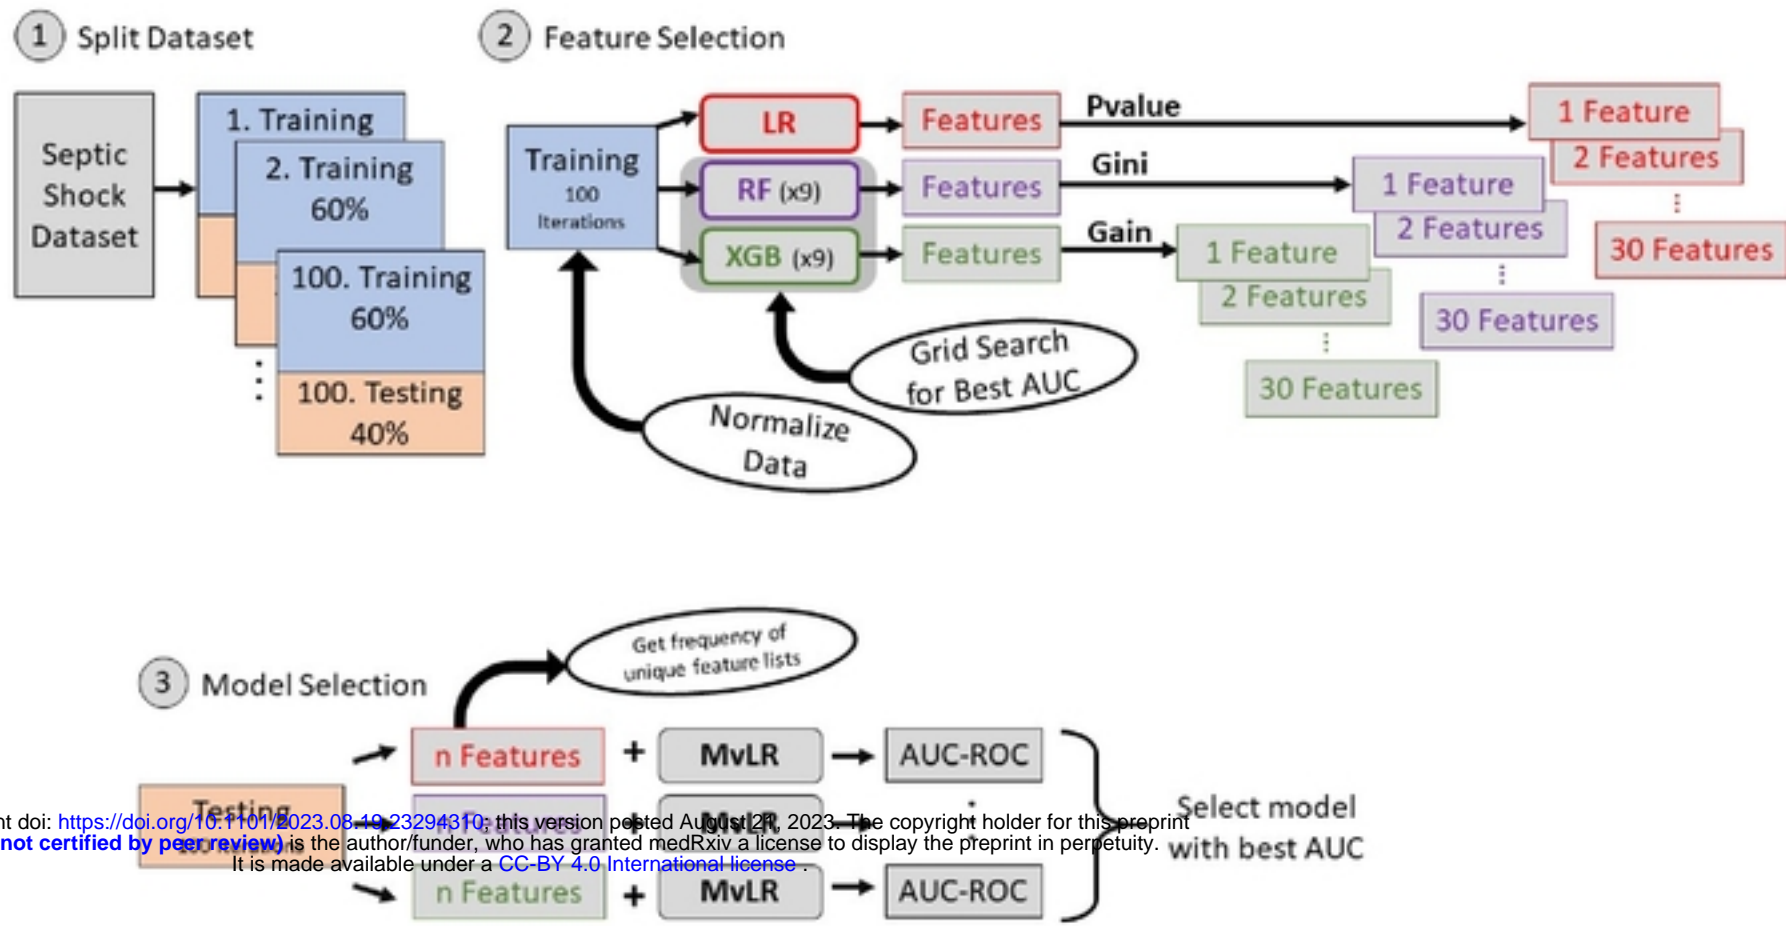 1 Split Dataset
Septic
Shock
Dataset
1. Training
2. Training
60%
100. Training
60%
100. Testing
40%
2 Feature Selection
Training
100
Iterations
LR
RF (x9)
XGB (x9)
Features
Features
Features
Pvalue
Gini
Gain
1 Feature
2 Features
30 Features
1 Feature
2 Features
30 Features
1 Feature
2 Features
30 Features
Grid Search
for Best AUC
Normalize
Data
3 Model Selection
Get frequency of
unique feature lists
Testing
n Features + MvLR AUC-ROC
n Features + MvLR
n Features + MvLR AUC-ROC
Select model
with best AUC
nt doi: https://doi.org/10.1101/2023.08.19.23294310; this version posted August 21, 2023. The copyright holder for this preprint
not certified by peer review) is the author/funder, who has granted medRxiv a license to display the preprint in perpetuity.
It is made available under a CC-BY 4.0 International license .